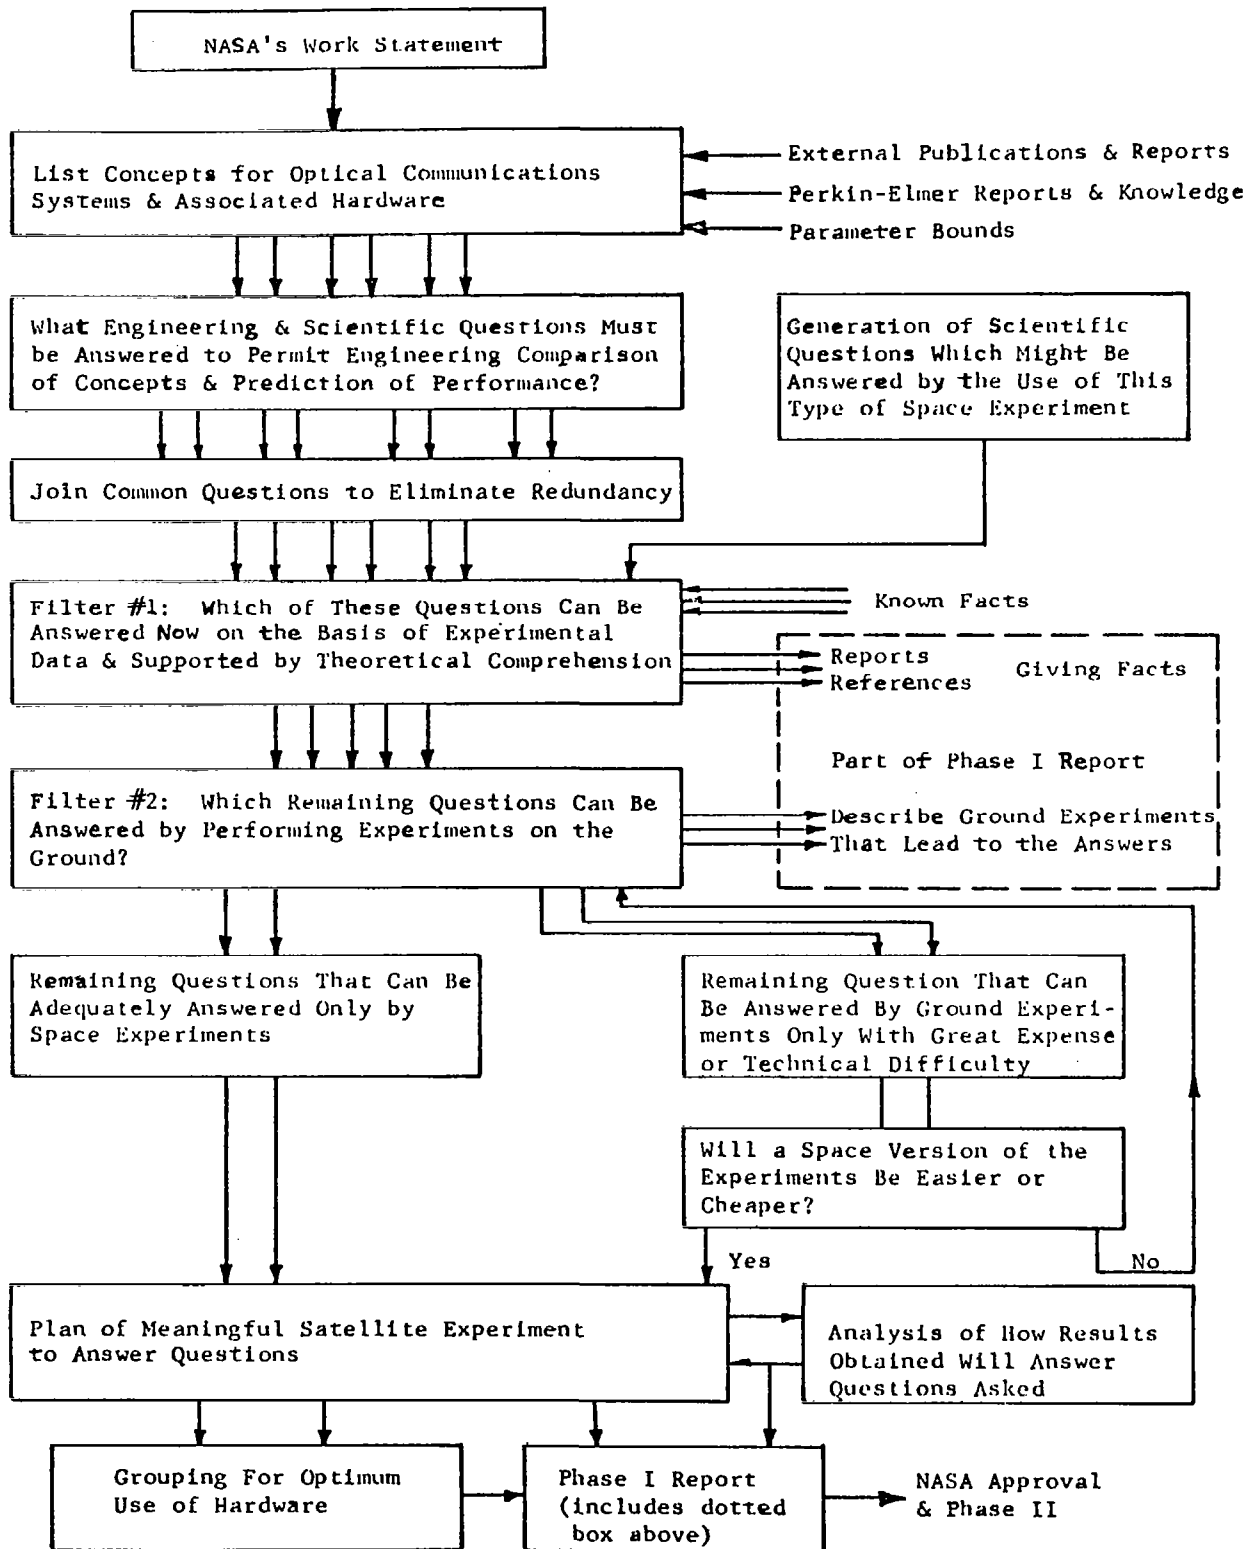 NASA's Work Statement
List Concepts for Optical Communications
Systems & Associated Hardware
External Publications & Reports
Perkin-Elmer Reports & Knowledge
Parameter Bounds
What Engineering & Scientific Questions Must
be Answered to Permit Engineering Comparison
of Concepts & Prediction of Performance?
Generation of Scientific
Questions Which Might Be
Answered by the Use of This
Type of Space Experiment
Join Common Questions to Eliminate Redundancy
Filter #1: Which of These Questions Can Be
Answered Now on the Basis of Experimental
Data & Supported by Theoretical Comprehension
Known Facts
Reports
References
Giving Facts
Part of Phase I Report
Filter #2: Which Remaining Questions Can Be
Answered by Performing Experiments on the
Ground?
Describe Ground Experiments
That Lead to the Answers
Remaining Questions That Can Be
Adequately Answered Only by
Space Experiments
Remaining Question That Can
Be Answered By Ground Experi-
ments Only With Great Expense
or Technical Difficulty
Will a Space Version of the
Experiments Be Easier or
Cheaper?
Yes
No
Plan of Meaningful Satellite Experiment
to Answer Questions
Analysis of How Results
Obtained Will Answer
Questions Asked
Grouping For Optimum
Use of Hardware
Phase I Report
(includes dotted
box above)
NASA Approval
& Phase II